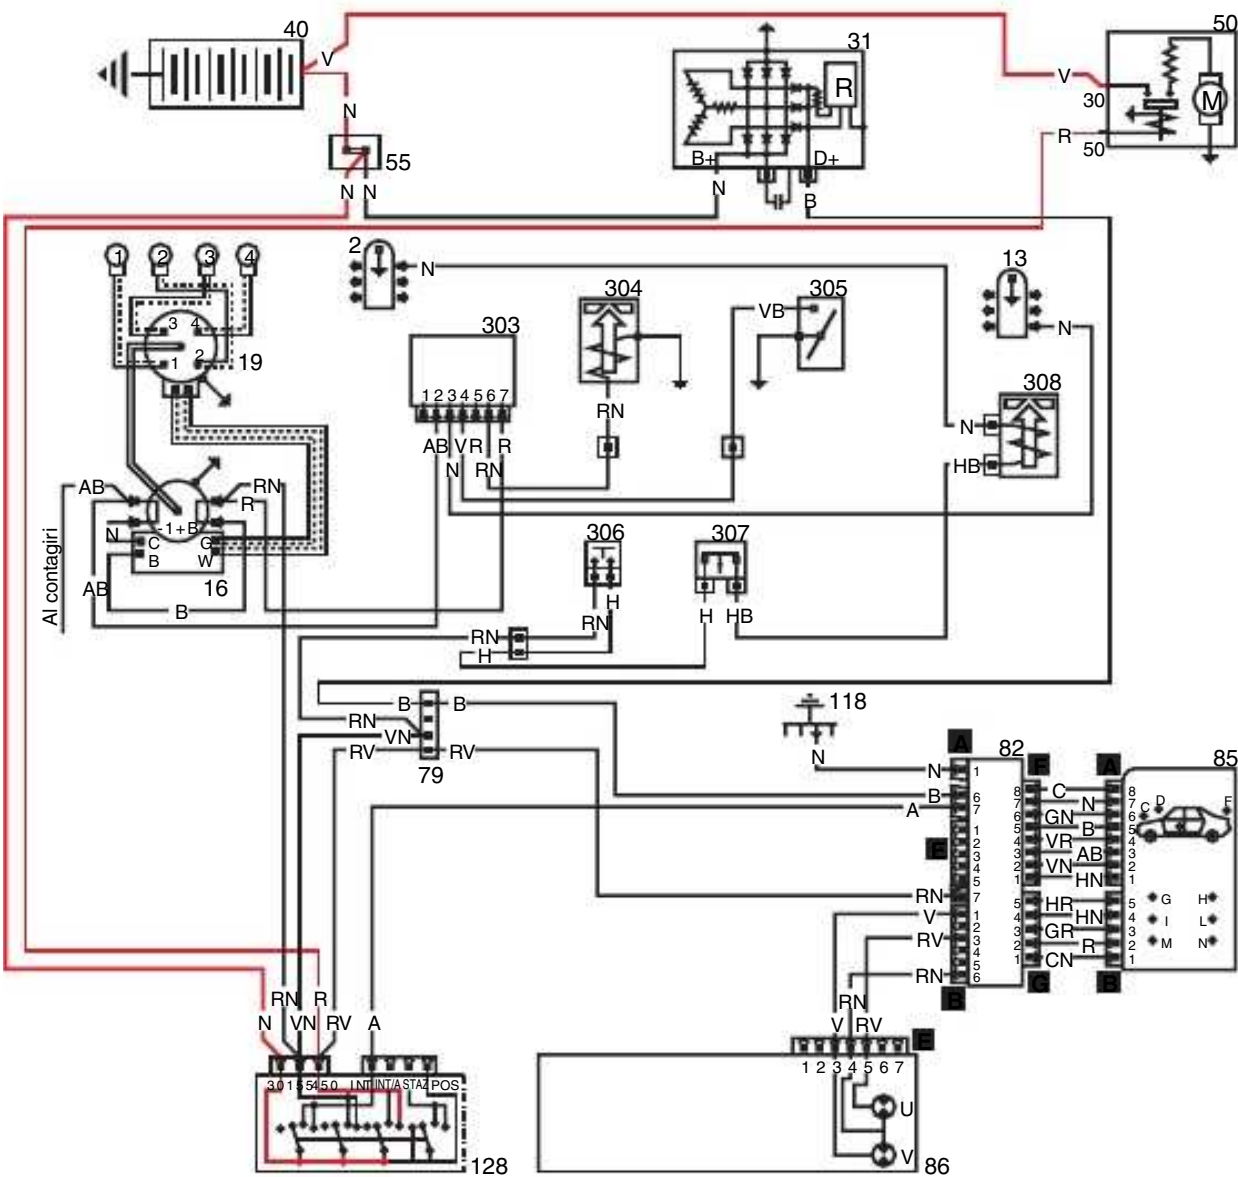 40
V
N
55
N N
31
R
B+ D+
N
B
50
V
30
M
R
50
1 2 3 4
3 4
1 2
19
2
N
303
1 2 3 4 5 6 7
AB V R R
N RN
304
RN
VB 305
13
N
308
N
HB
AB
RN
R
N
- 1 + B
C G
B W
16
AB
B
Al contagiri
306
H
RN
307
H HB
RN
H
B B
RN
VN
RV RV
79
118
N
A
82
N 1
B 6
A 7
1
2
E 3
4
5
RN 7
V 1
2
RV 3
4
5
RN 6
B
F A 85
8 C 8
7 N 7
6 GN 6
5 B 5
4 VR 4
3 AB 3
2 VN 2
1 HN 1
5 HR 5
4 HN 4
3 GR 3
2 R 2
1 CN 1
G B
C D F
G H
I L
M N
RN R
N VN RV A
30 15 54 50 INT INT/A STAZ POS
128
RN
V RV
E
1 2 3 4 5 6 7
U
V
86